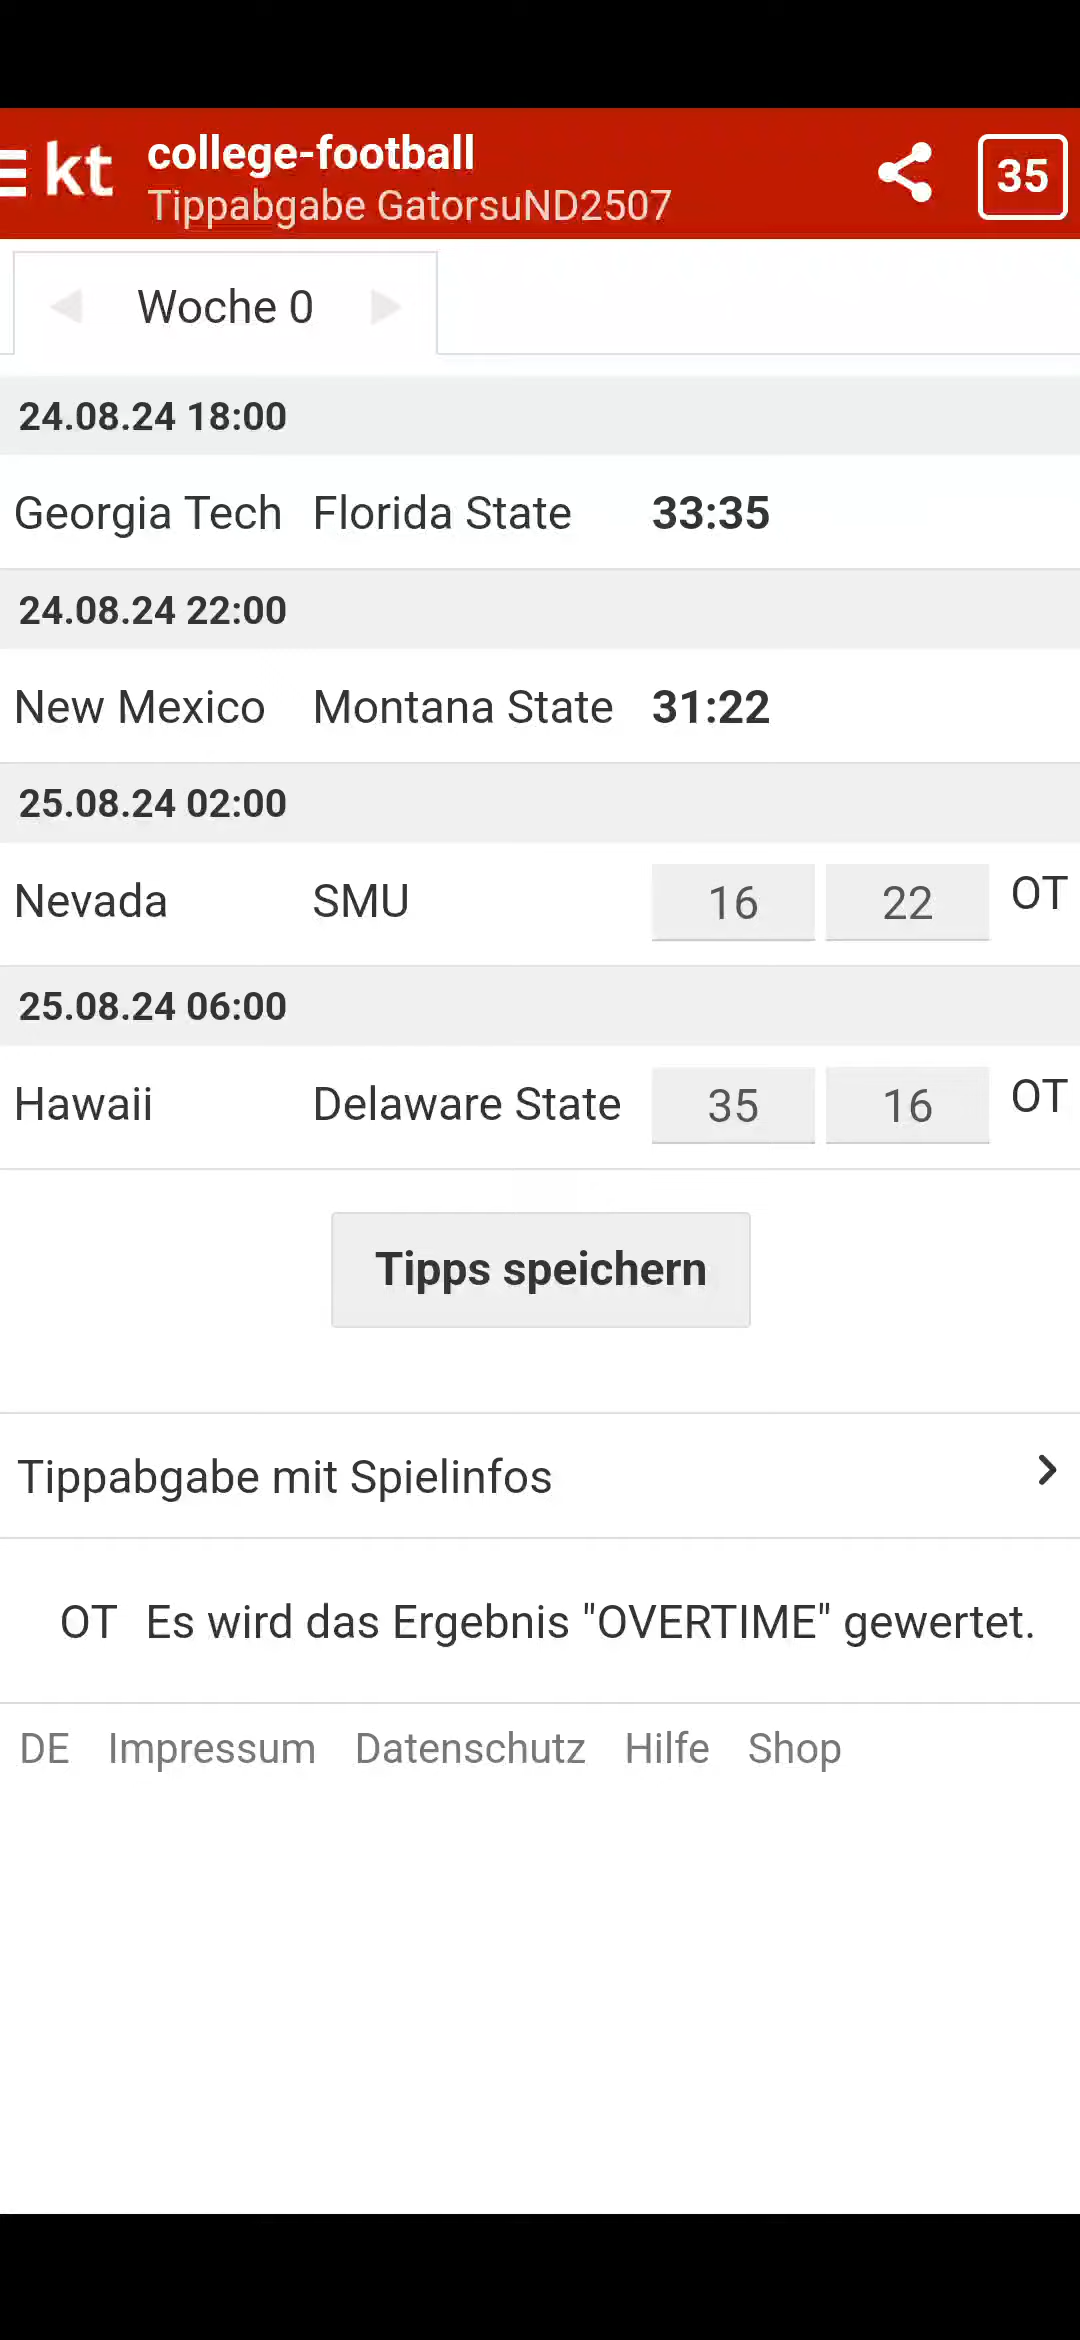 kt college-football 35
Tippabgabe GatorsuND2507
Woche 0
24.08.24 18:00
Georgia Tech Florida State 33:35
24.08.24 22:00
New Mexico Montana State 31:22
25.08.24 02:00
Nevada SMU 16 22 OT
25.08.24 06:00
Hawaii Delaware State 35 16 OT
Tipps speichern
Tippabgabe mit Spielinfos
OT Es wird das Ergebnis "OVERTIME" gewertet.
DE Impressum Datenschutz Hilfe Shop